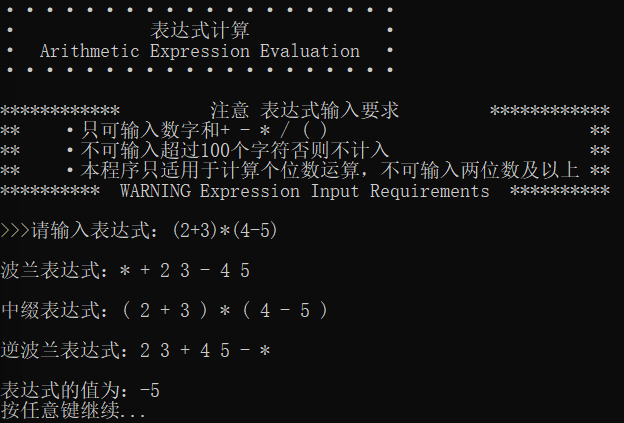 · · · · · · · · · · · · · · · · · · · ·
· 表达式计算 ·
· Arithmetic Expression Evaluation ·
· · · · · · · · · · · · · · · · · · · ·
************ 注意 表达式输入要求 ************
** ·只可输入数字和+ - * / ( ) **
** ·不可输入超过100个字符否则不计入 **
** ·本程序只适用于计算个位数运算，不可输入两位数及以上 **
********** WARNING Expression Input Requirements **********
>>>请输入表达式：(2+3)*(4-5)
波兰表达式：* + 2 3 - 4 5
中缀表达式：( 2 + 3 ) * ( 4 - 5 )
逆波兰表达式：2 3 + 4 5 - *
表达式的值为：-5
按任意键继续...